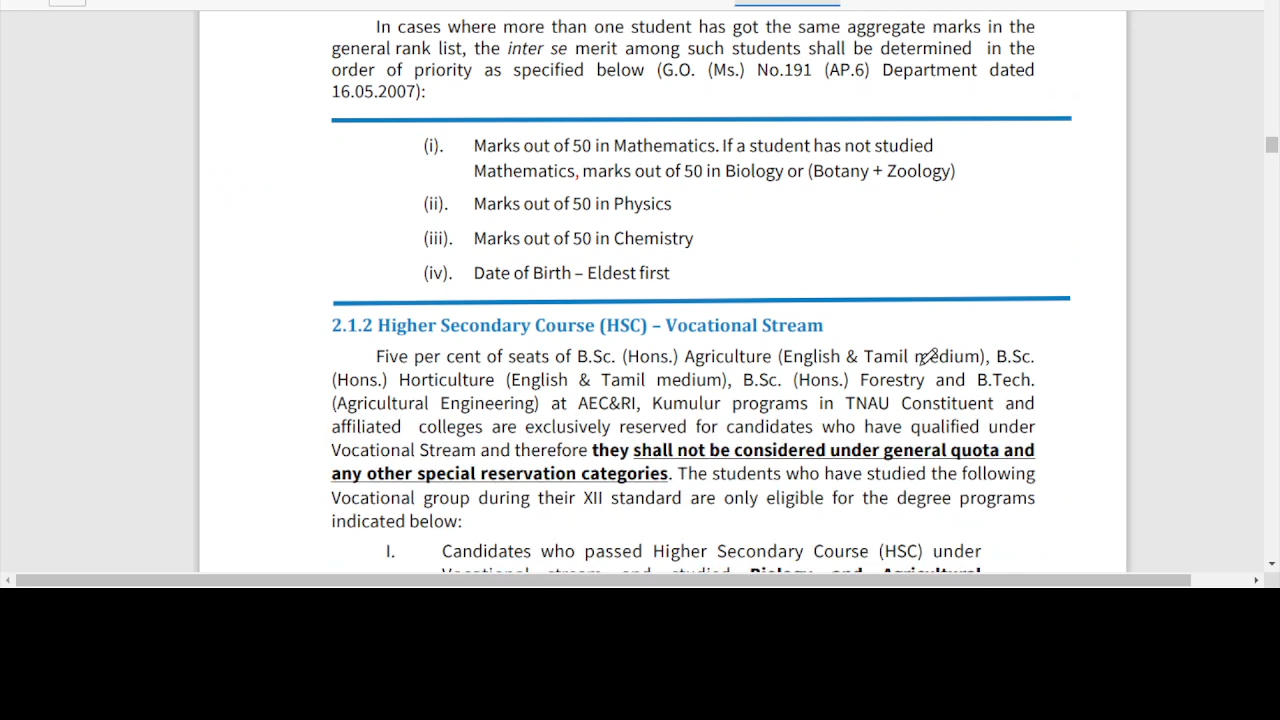 In cases where more than one student has got the same aggregate marks in the
general rank list, the inter se merit among such students shall be determined in the
order of priority as specified below (G.O. (Ms.) No.191 (AP.6) Department dated
16.05.2007):
(i). Marks out of 50 in Mathematics. If a student has not studied
Mathematics, marks out of 50 in Biology or (Botany + Zoology)
(ii). Marks out of 50 in Physics
(iii). Marks out of 50 in Chemistry
(iv). Date of Birth – Eldest first
2.1.2 Higher Secondary Course (HSC) – Vocational Stream
Five per cent of seats of B.Sc. (Hons.) Agriculture (English & Tamil medium), B.Sc.
(Hons.) Horticulture (English & Tamil medium), B.Sc. (Hons.) Forestry and B.Tech.
(Agricultural Engineering) at AEC&RI, Kumulur programs in TNAU Constituent and
affiliated colleges are exclusively reserved for candidates who have qualified under
Vocational Stream and therefore they shall not be considered under general quota and
any other special reservation categories. The students who have studied the following
Vocational group during their XII standard are only eligible for the degree programs
indicated below:
I. Candidates who passed Higher Secondary Course (HSC) under
Vocational stream and studied Biology and Agricultural